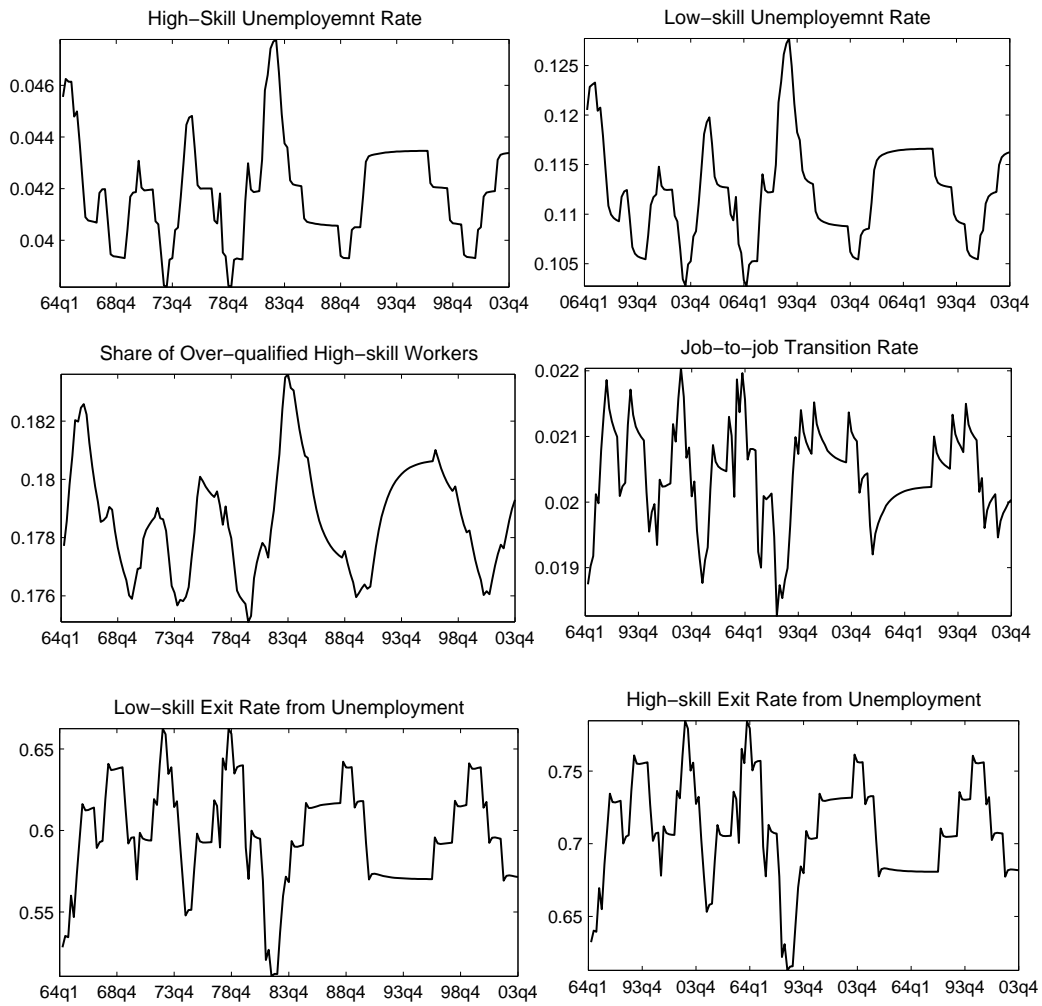 High-Skill Unemployemnt Rate
0.046
0.044
0.042
0.04
64q1 68q4 73q4 78q4 83q4 88q4 93q4 98q4 03q4
Low-skill Unemployemnt Rate
0.125
0.12
0.115
0.11
0.105
064q1 93q4 03q4 064q1 93q4 03q4 064q1 93q4 03q4
Share of Over-qualified High-skill Workers
0.182
0.18
0.178
0.176
64q1 68q4 73q4 78q4 83q4 88q4 93q4 98q4 03q4
Job-to-job Transition Rate
0.022
0.021
0.02
0.019
64q1 93q4 03q4 64q1 93q4 03q4 64q1 93q4 03q4
Low-skill Exit Rate from Unemployment
0.65
0.6
0.55
64q1 68q4 73q4 78q4 83q4 88q4 93q4 98q4 03q4
High-skill Exit Rate from Unemployment
0.75
0.7
0.65
64q1 93q4 03q4 064q1 93q4 03q4 064q1 93q4 03q4